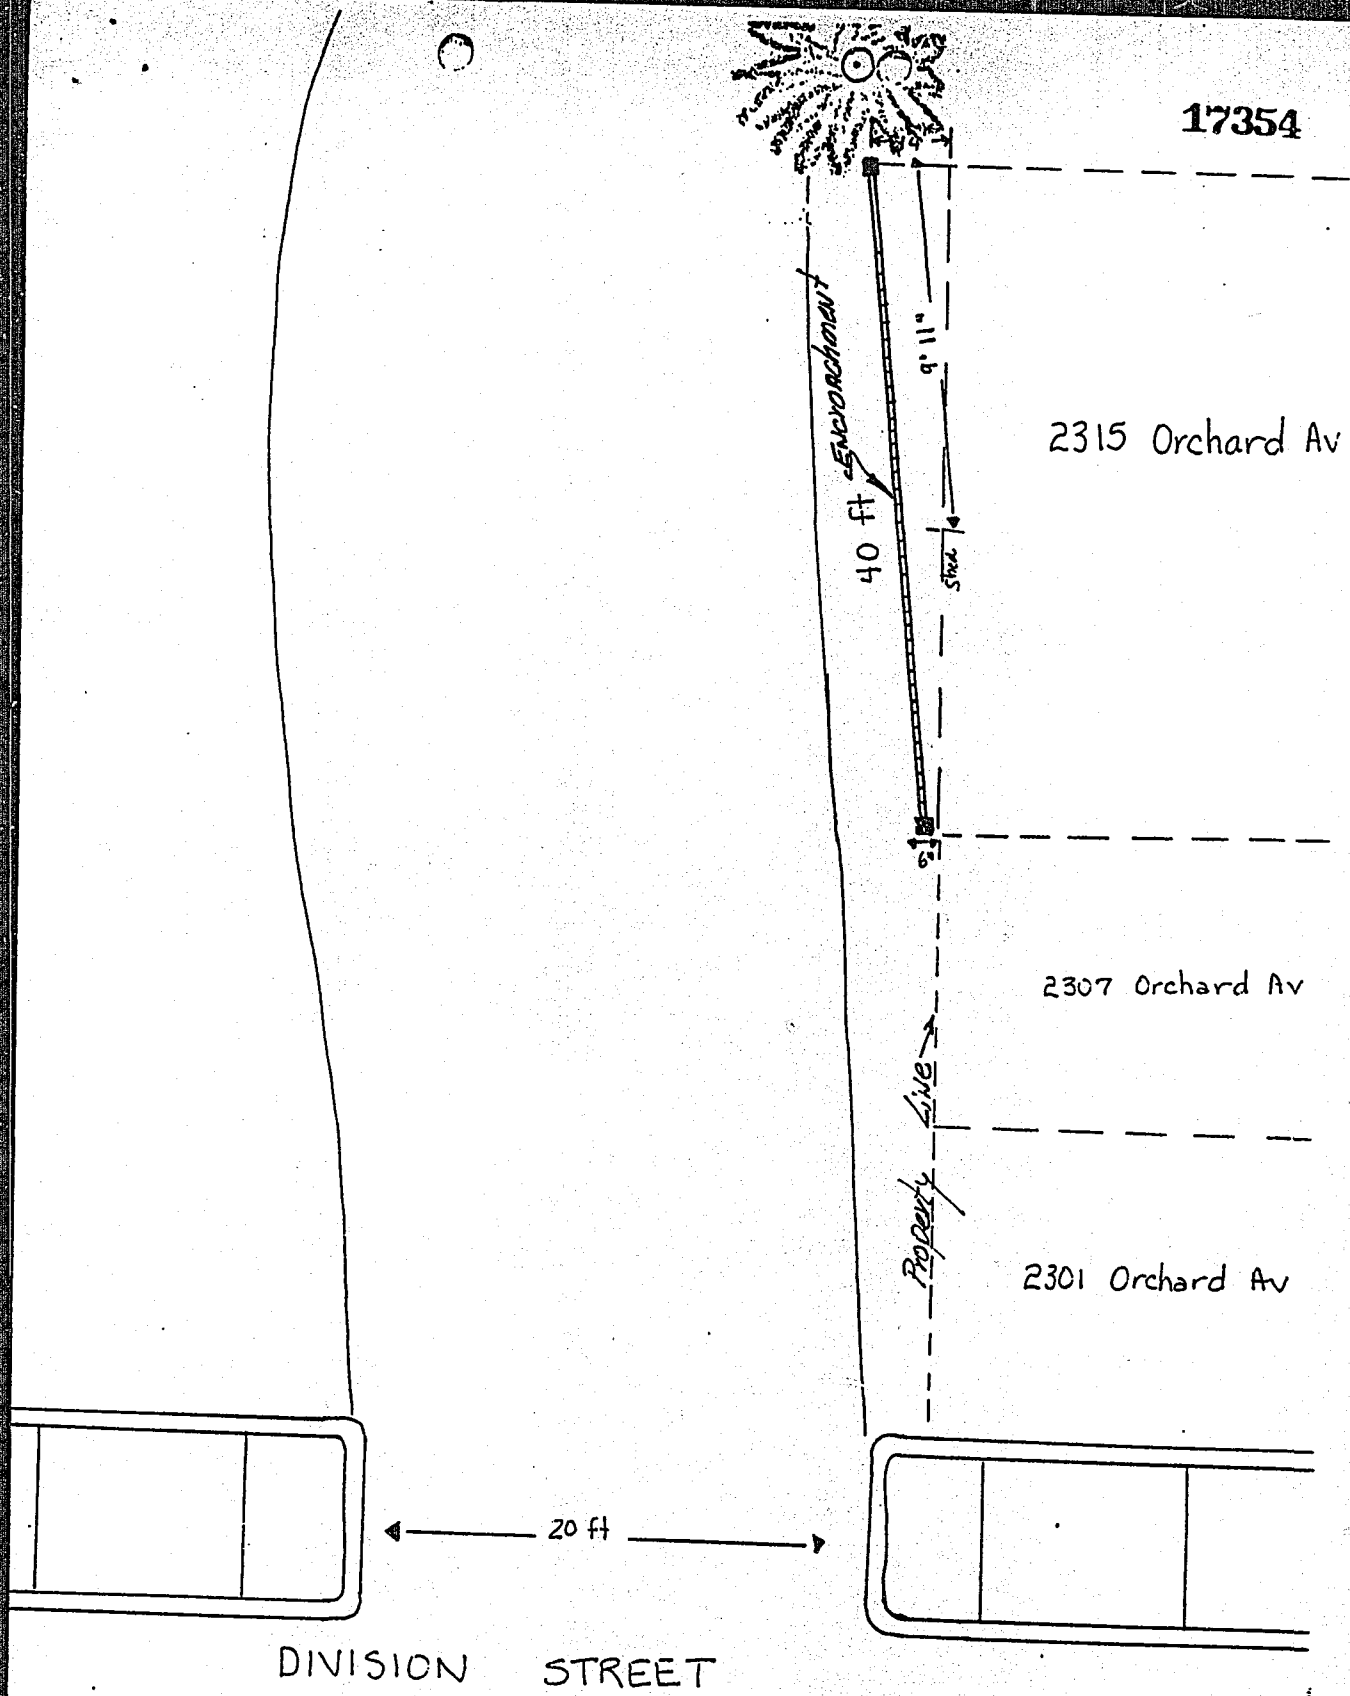 17354
ENCrOACHMENT
9' 11"
2315 Orchard Av
40 ft
Shed
6"
2307 Orchard Av
Property Line
2301 Orchard Av
20 ft
DIVISION STREET